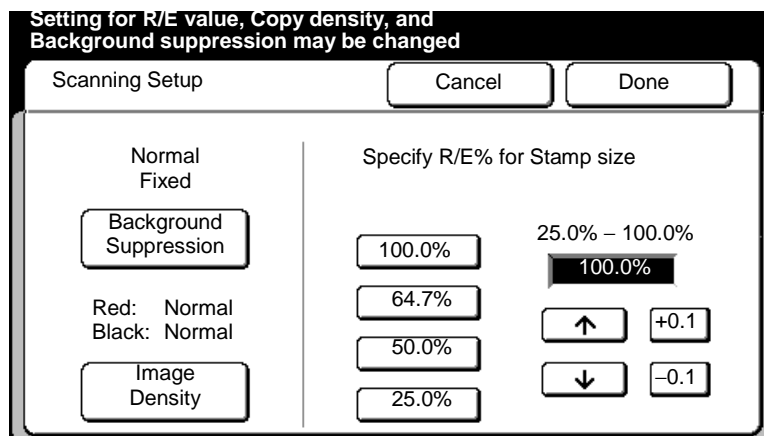 Setting for R/E value, Copy density, and
Background suppression may be changed
Scanning Setup
Cancel
Done
Normal
Fixed
Background
Suppression
Red: Normal
Black: Normal
Image
Density
Specify R/E% for Stamp size
100.0%
64.7%
50.0%
25.0%
25.0% – 100.0%
100.0%
↑
+0.1
↓
–0.1